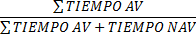 ∑ TIEMPO AV
∑ TIEMPO AV + TIEMPO NAV